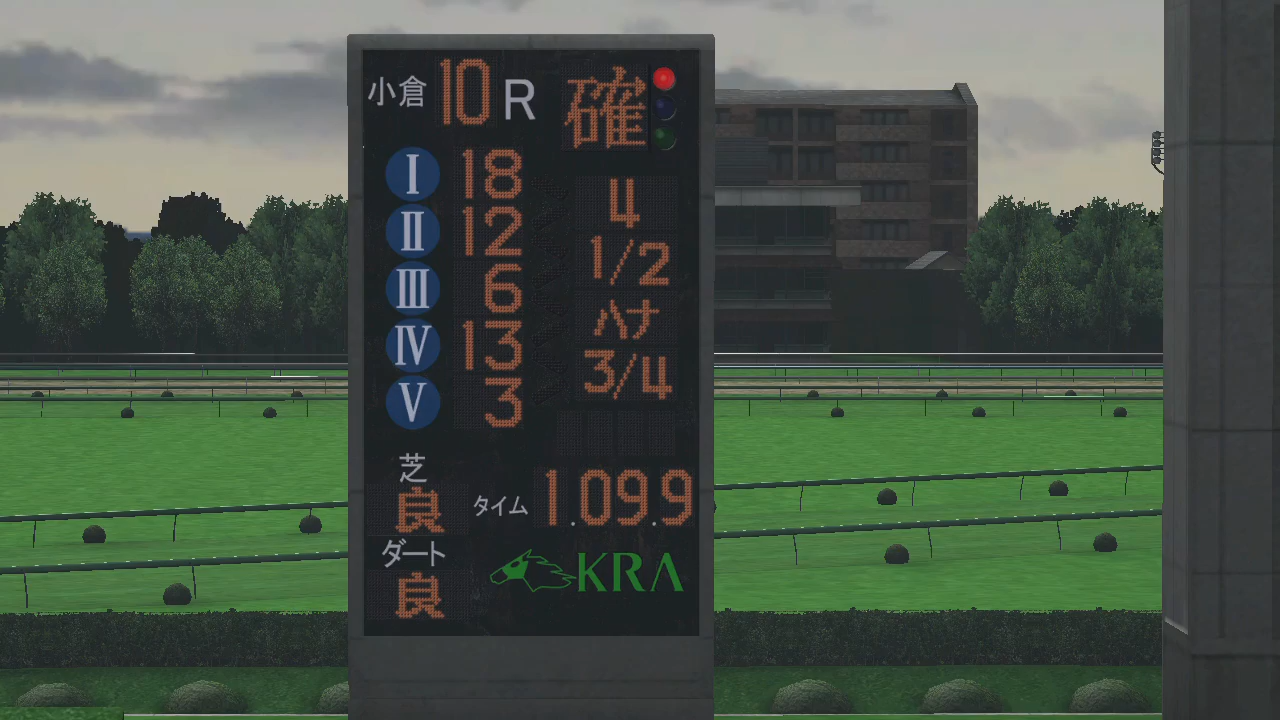 小倉 10 R 確
I 18
4
II 12
1/2
III 6
ハナ
IV 13
3/4
V 3
芝
良 タイム 1.09.9
ダート
良 KRA